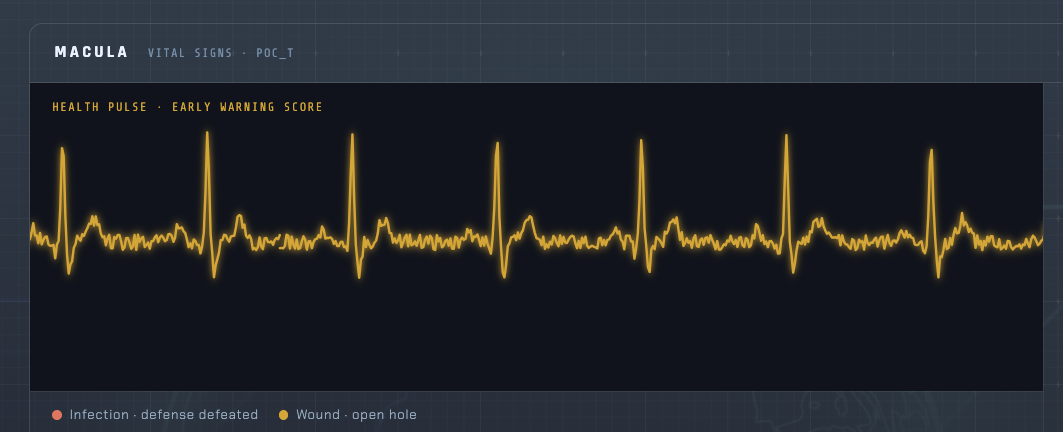 MACULA VITAL SIGNS · POC_T
HEALTH PULSE · EARLY WARNING SCORE
Infection · defense defeated Wound · open hole